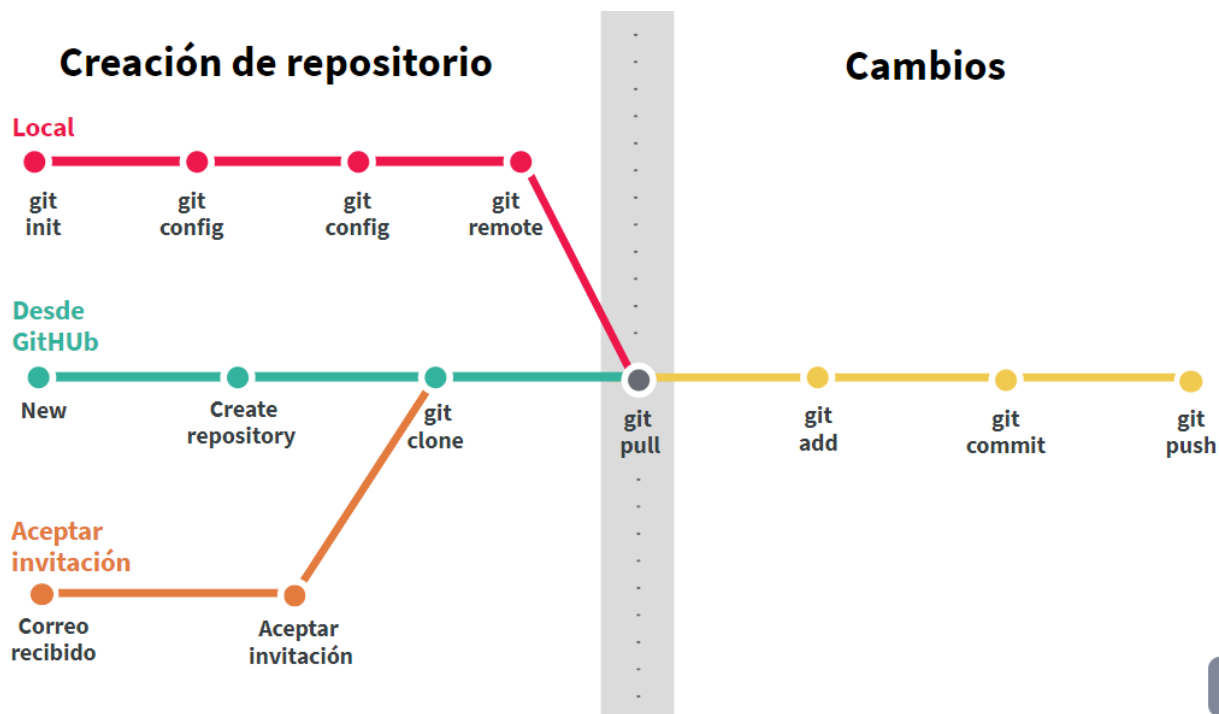 Creación de repositorio
Cambios
Local
git
init
git
config
git
config
git
remote
Desde
GitHUb
New
Create
repository
git
clone
git
pull
git
add
git
commit
git
push
Aceptar
invitación
Correo
recibido
Aceptar
invitación